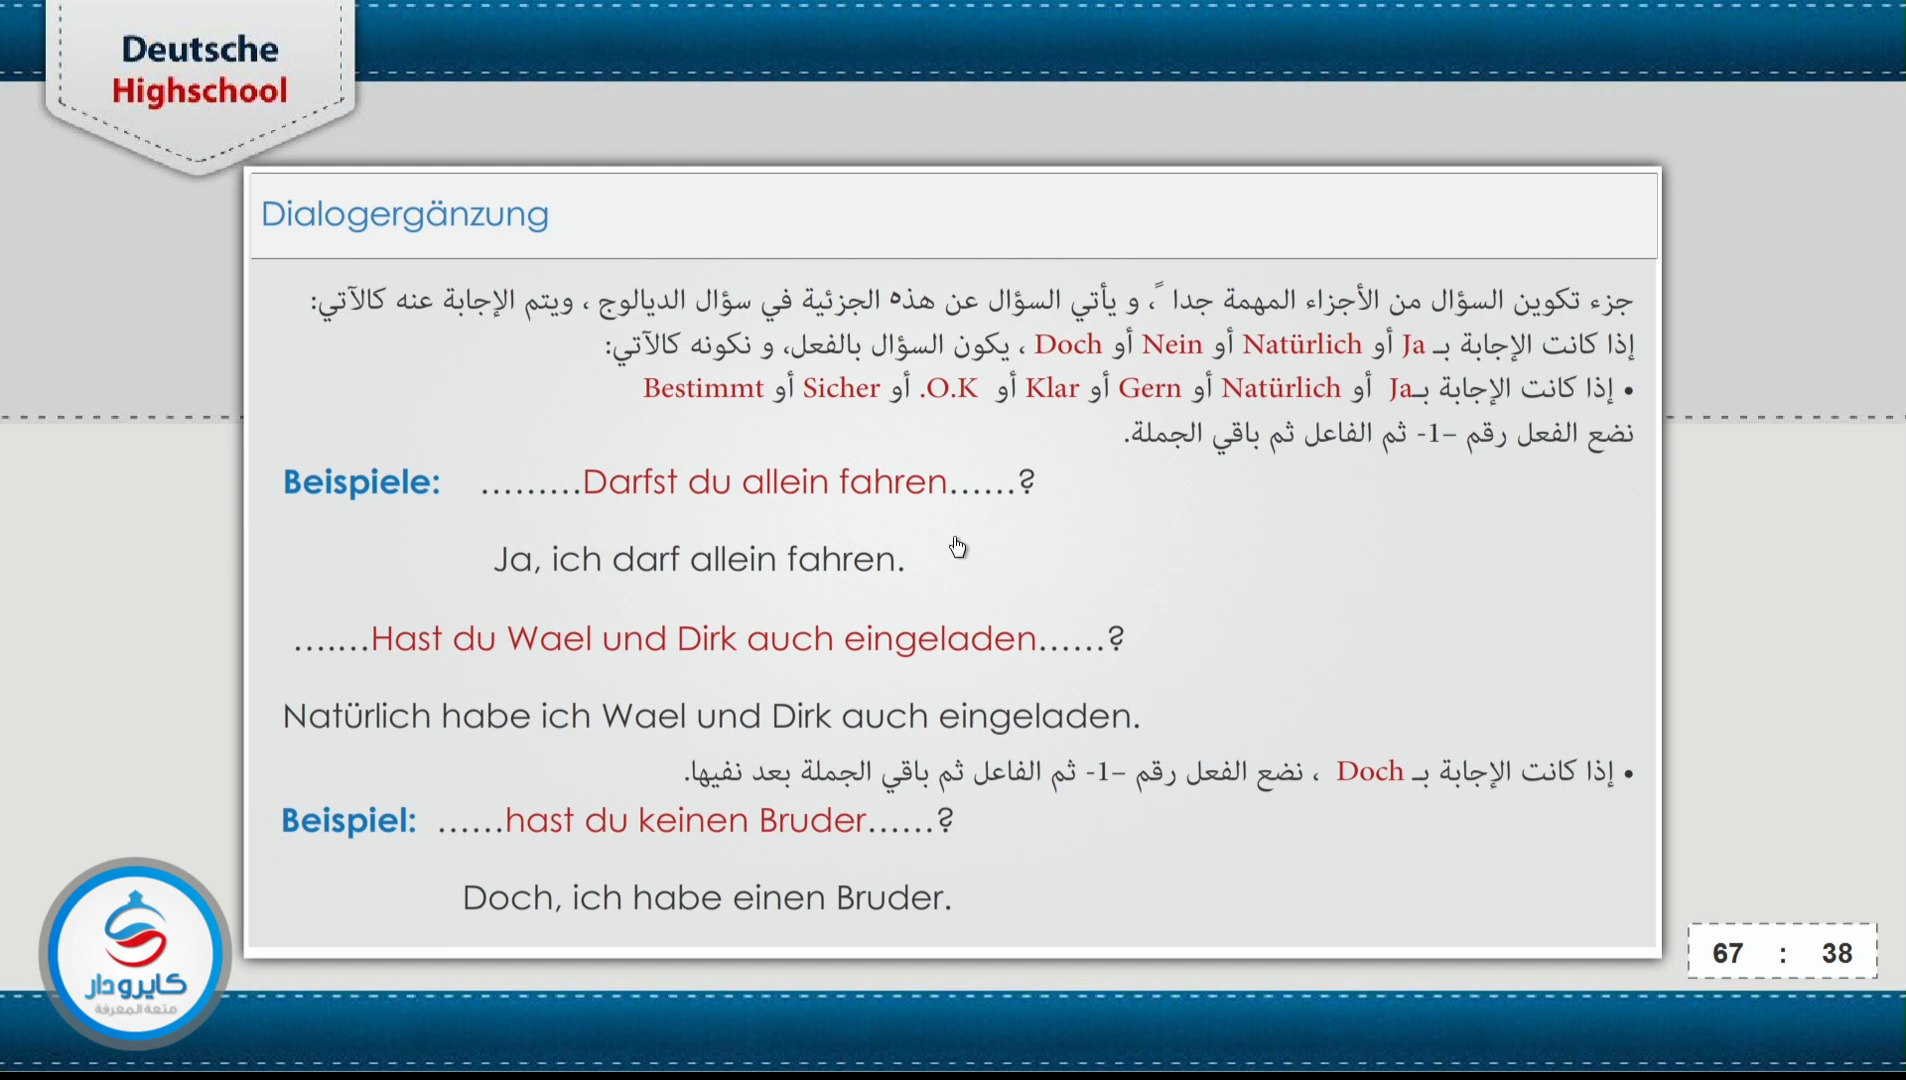 Deutsche
Highschool
Dialogergänzung
جزء تكوين السؤال من الأجزاء المهمة جدا ً، و يأتي السؤال عن هذه الجزئية في سؤال الديالوج ، ويتم الإجابة عنه كالآتي:
إذا كانت الإجابة بـ Ja أو Natürlich أو Nein أو Doch ، يكون السؤال بالفعل، و نكونه كالآتي:
• إذا كانت الإجابة بـJa أو Natürlich أو Gern أو Klar أو O.K. أو Sicher أو Bestimmt
نضع الفعل رقم –1- ثم الفاعل ثم باقي الجملة.
Beispiele: .........Darfst du allein fahren......?
Ja, ich darf allein fahren.
.......Hast du Wael und Dirk auch eingeladen......?
Natürlich habe ich Wael und Dirk auch eingeladen.
• إذا كانت الإجابة بـ Doch ، نضع الفعل رقم –1- ثم الفاعل ثم باقي الجملة بعد نفيها.
Beispiel: ......hast du keinen Bruder......?
Doch, ich habe einen Bruder.
كايرودار
متعة المعرفة
67 : 38